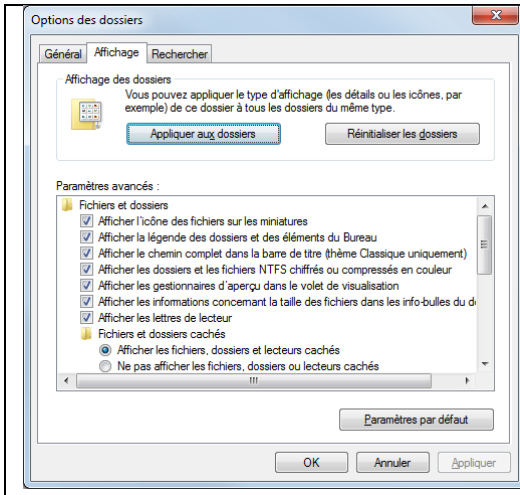 Options des dossiers
Général Affichage Rechercher
Affichage des dossiers
Vous pouvez appliquer le type d'affichage (les détails ou les icônes, par
exemple) de ce dossier à tous les dossiers du même type.
Appliquer aux dossiers Réinitialiser les dossiers
Paramètres avancés :
Fichiers et dossiers
Afficher l'icône des fichiers sur les miniatures
Afficher la légende des dossiers et des éléments du Bureau
Afficher le chemin complet dans la barre de titre (thème Classique uniquement)
Afficher les dossiers et les fichiers NTFS chiffrés ou compressés en couleur
Afficher les gestionnaires d'aperçu dans le volet de visualisation
Afficher les informations concernant la taille des fichiers dans les info-bulles du
Afficher les lettres de lecteur
Fichiers et dossiers cachés
Afficher les fichiers, dossiers et lecteurs cachés
Ne pas afficher les fichiers, dossiers ou lecteurs cachés
Paramètres par défaut
OK Annuler Appliquer